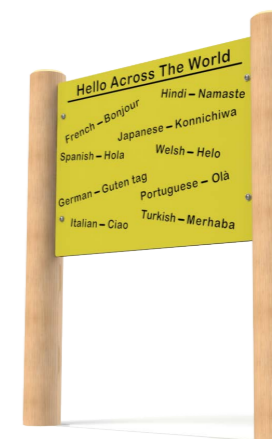 Hello Across The World
Hindi – Namaste
French – Bonjour
Japanese – Konnichiwa
Spanish – Hola
Welsh – Helo
German – Guten tag
Portuguese – Olà
Italian – Ciao
Turkish – Merhaba